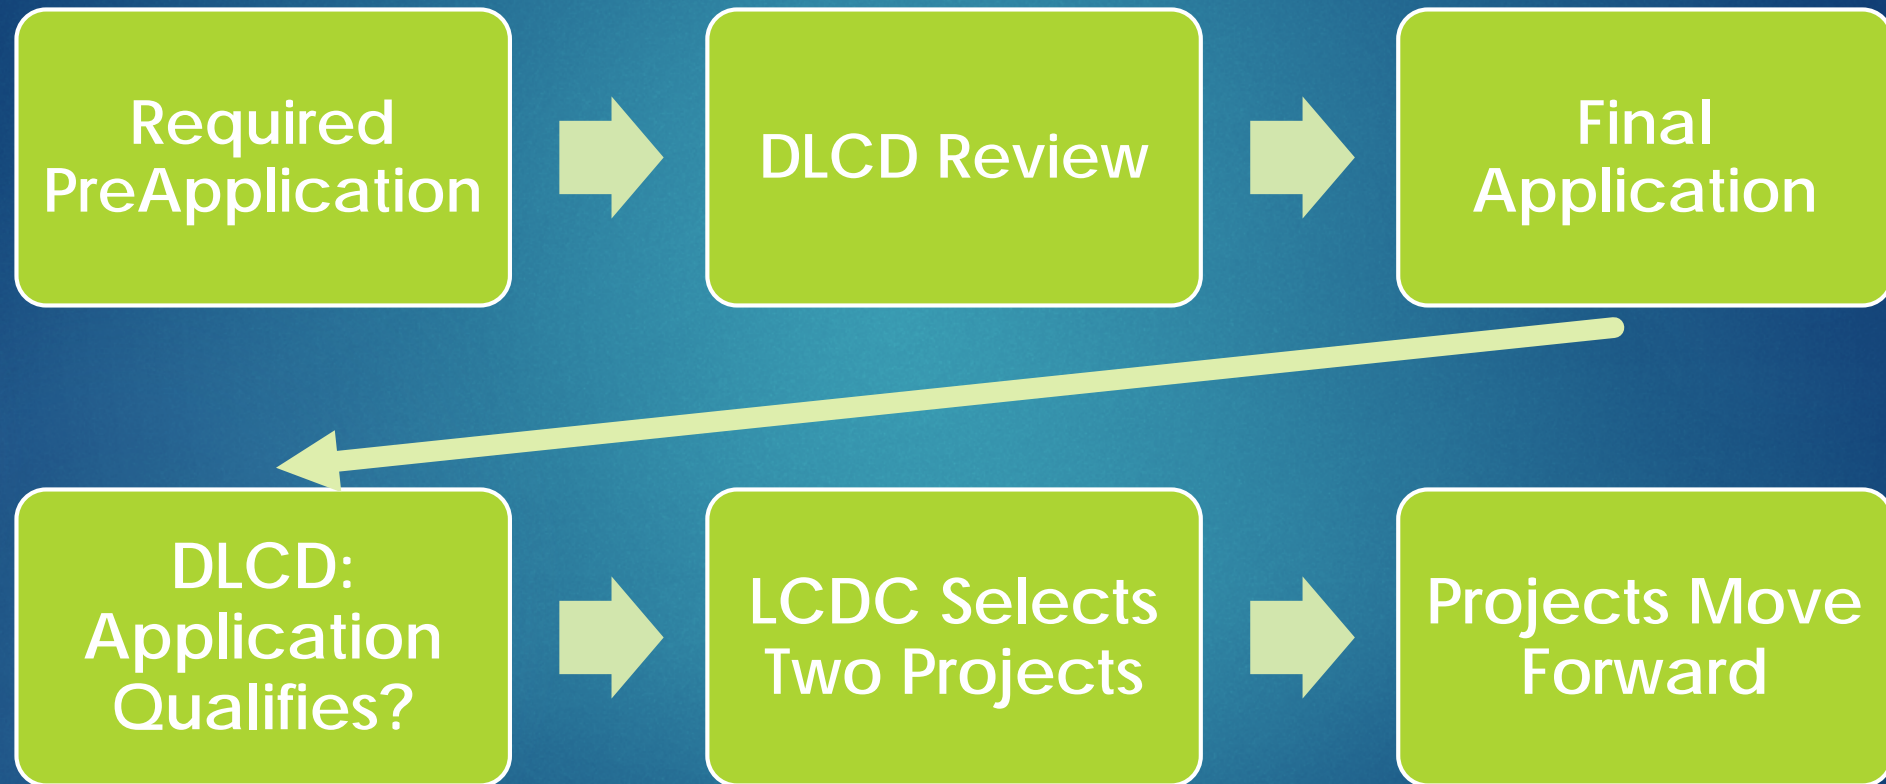 Required
PreApplication
DLCD Review
Final
Application
DLCD:
Application
Qualifies?
LCDC Selects
Two Projects
Projects Move
Forward